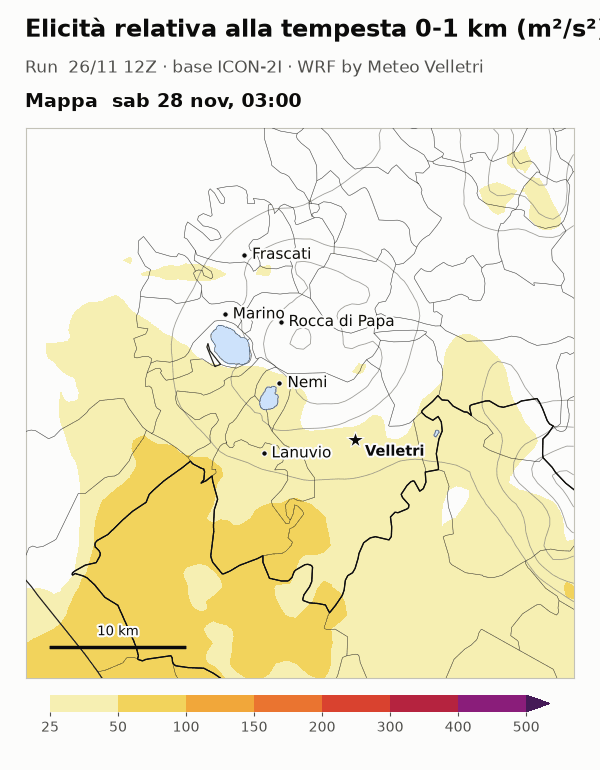 Elicità relativa alla tempesta 0-1 km (m²/s²)
Run  26/11 12Z · base ICON-2I · WRF by Meteo Velletri
Mappa  sab 28 nov, 03:00
Frascati
Marino
Rocca di Papa
Nemi
Lanuvio
Velletri
10 km
25 50 100 150 200 300 400 500